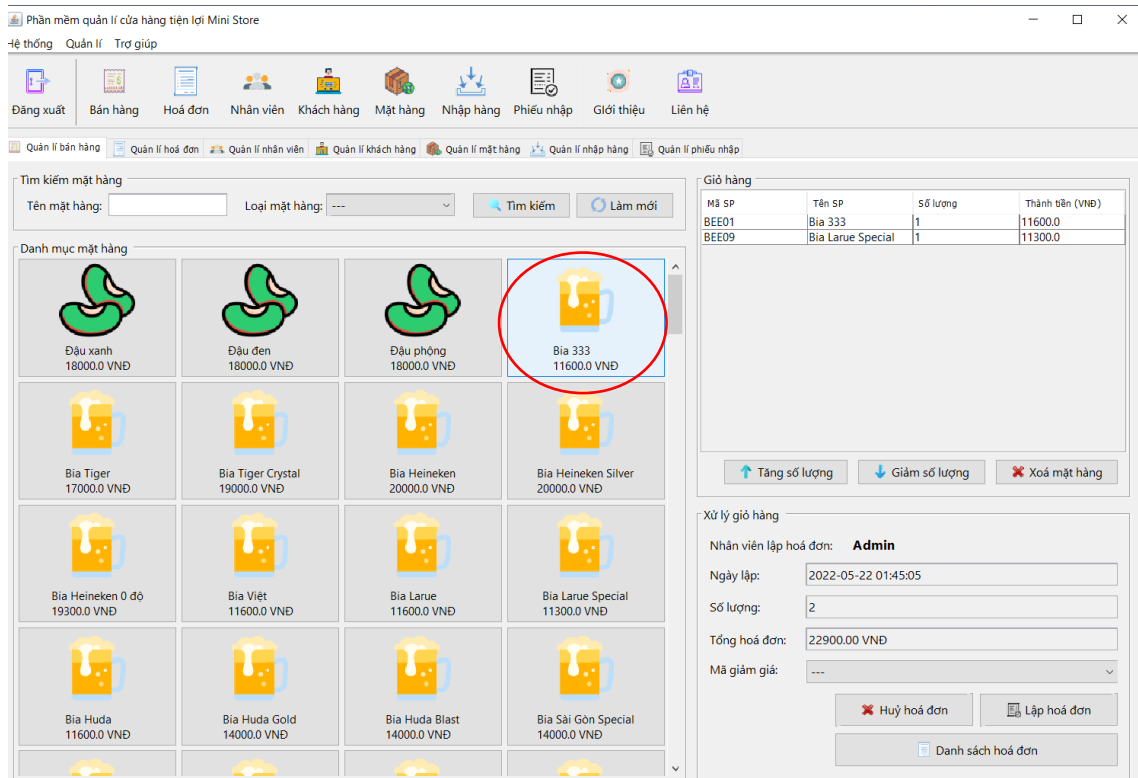 Phần mềm quản lí cửa hàng tiện lợi Mini Store
Hệ thống Quản lí Trợ giúp
Đăng xuất Bán hàng Hoá đơn Nhân viên Khách hàng Mặt hàng Nhập hàng Phiếu nhập Giới thiệu Liên hệ
Quản lí bán hàng Quản lí hoá đơn Quản lí nhân viên Quản lí khách hàng Quản lí mặt hàng Quản lí nhập hàng Quản lí phiếu nhập
Tìm kiếm mặt hàng
Tên mặt hàng: Loại mặt hàng: --- Tìm kiếm Làm mới
Danh mục mặt hàng
Đậu xanh Đậu đen Đậu phộng Bia 333
18000.0 VNĐ 18000.0 VNĐ 18000.0 VNĐ 11600.0 VNĐ
Bia Tiger Bia Tiger Crystal Bia Heineken Bia Heineken Silver
17000.0 VNĐ 19000.0 VNĐ 20000.0 VNĐ 20000.0 VNĐ
Bia Heineken 0 độ Bia Việt Bia Larue Bia Larue Special
19300.0 VNĐ 11600.0 VNĐ 11600.0 VNĐ 11300.0 VNĐ
Bia Huda Bia Huda Gold Bia Huda Blast Bia Sài Gòn Special
11600.0 VNĐ 14000.0 VNĐ 14000.0 VNĐ 14000.0 VNĐ
Giỏ hàng
Mã SP Tên SP Số lượng Thành tiền (VNĐ)
BEE01 Bia 333 1 11600.0
BEE09 Bia Larue Special 1 11300.0
Tăng số lượng Giảm số lượng Xoá mặt hàng
Xử lý giỏ hàng
Nhân viên lập hoá đơn: Admin
Ngày lập: 2022-05-22 01:45:05
Số lượng: 2
Tổng hoá đơn: 22900.00 VNĐ
Mã giảm giá: ---
Huỷ hoá đơn Lập hoá đơn
Danh sách hoá đơn